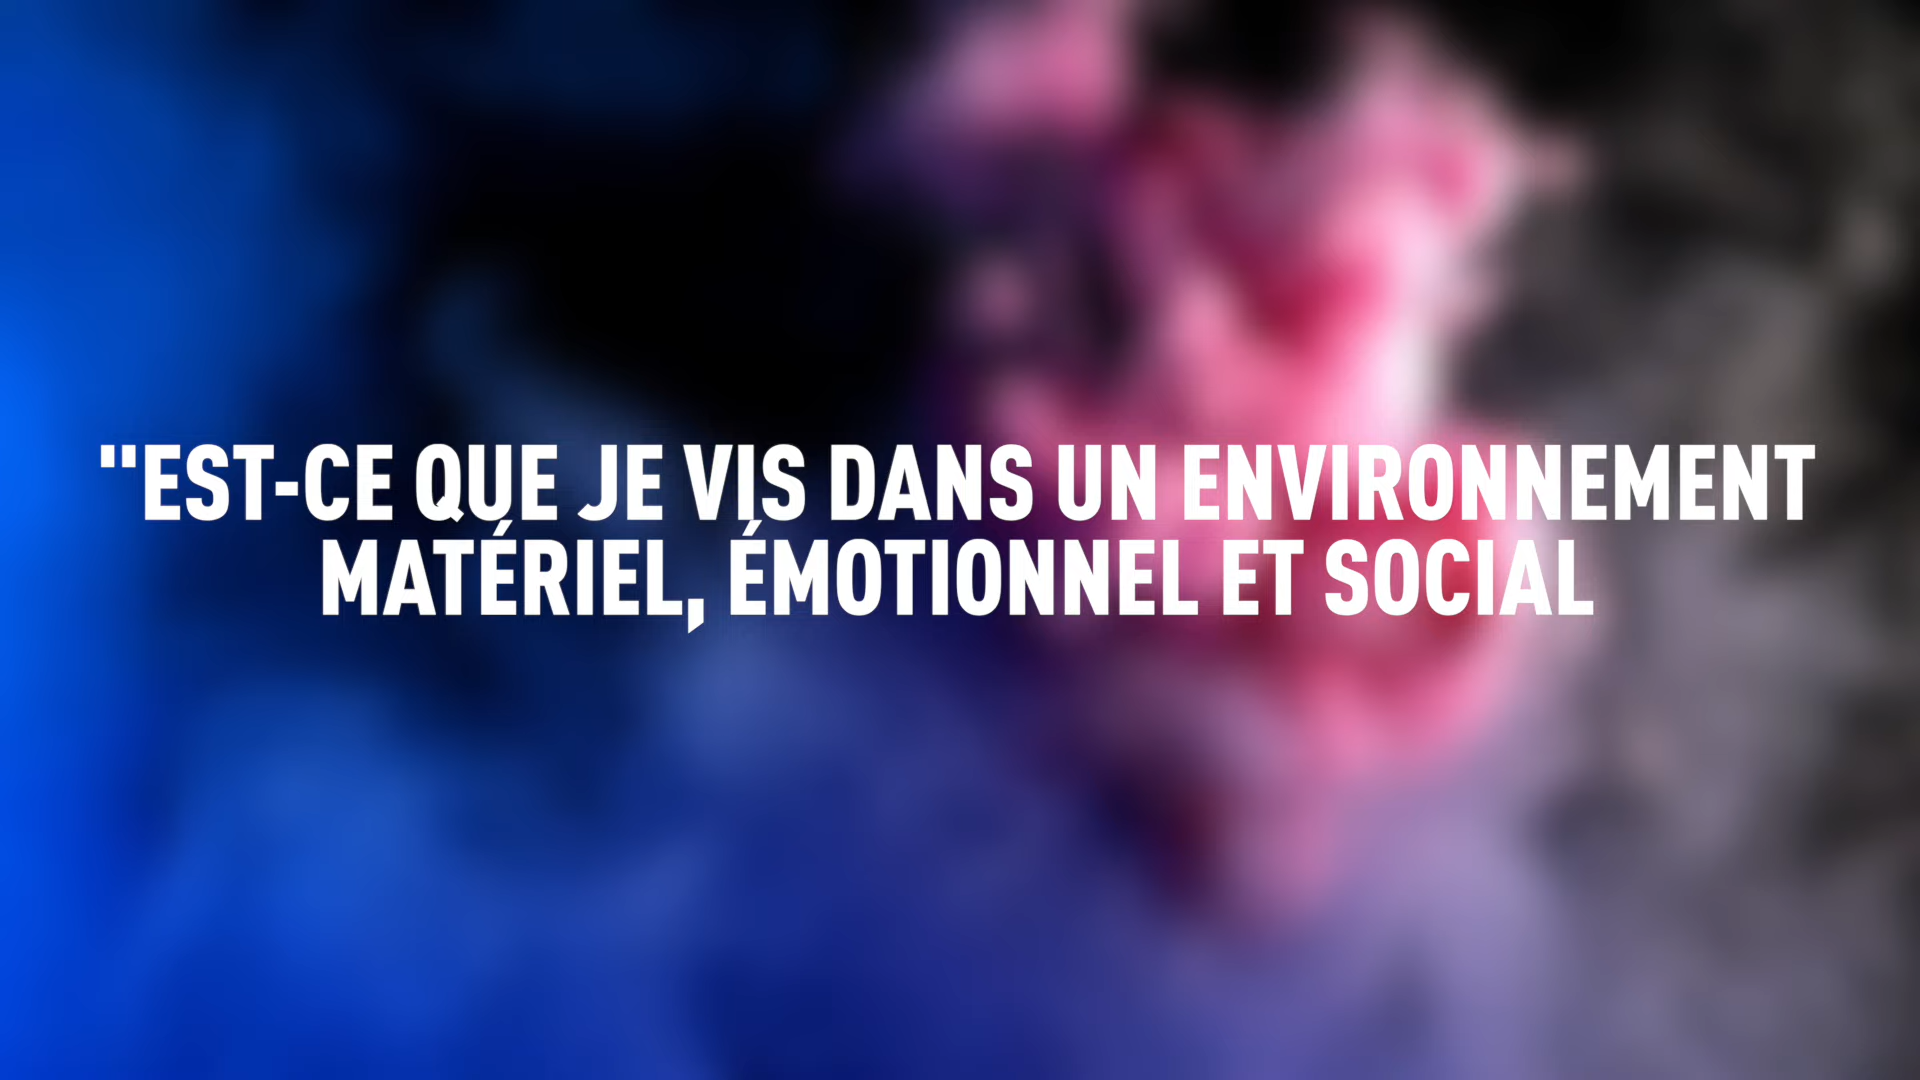 "EST-CE QUE JE VIS DANS UN ENVIRONNEMENT
MATÉRIEL, ÉMOTIONNEL ET SOCIAL